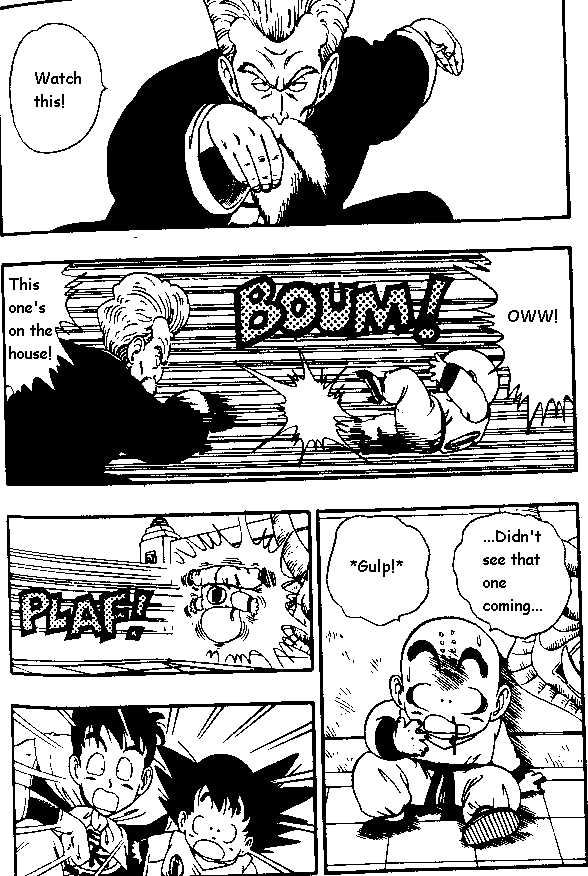 Watch
this!
This
one's
on the
house!
BOUM!
OWW!
PLAF!
*Gulp!*
...Didn't
see that
one
coming...